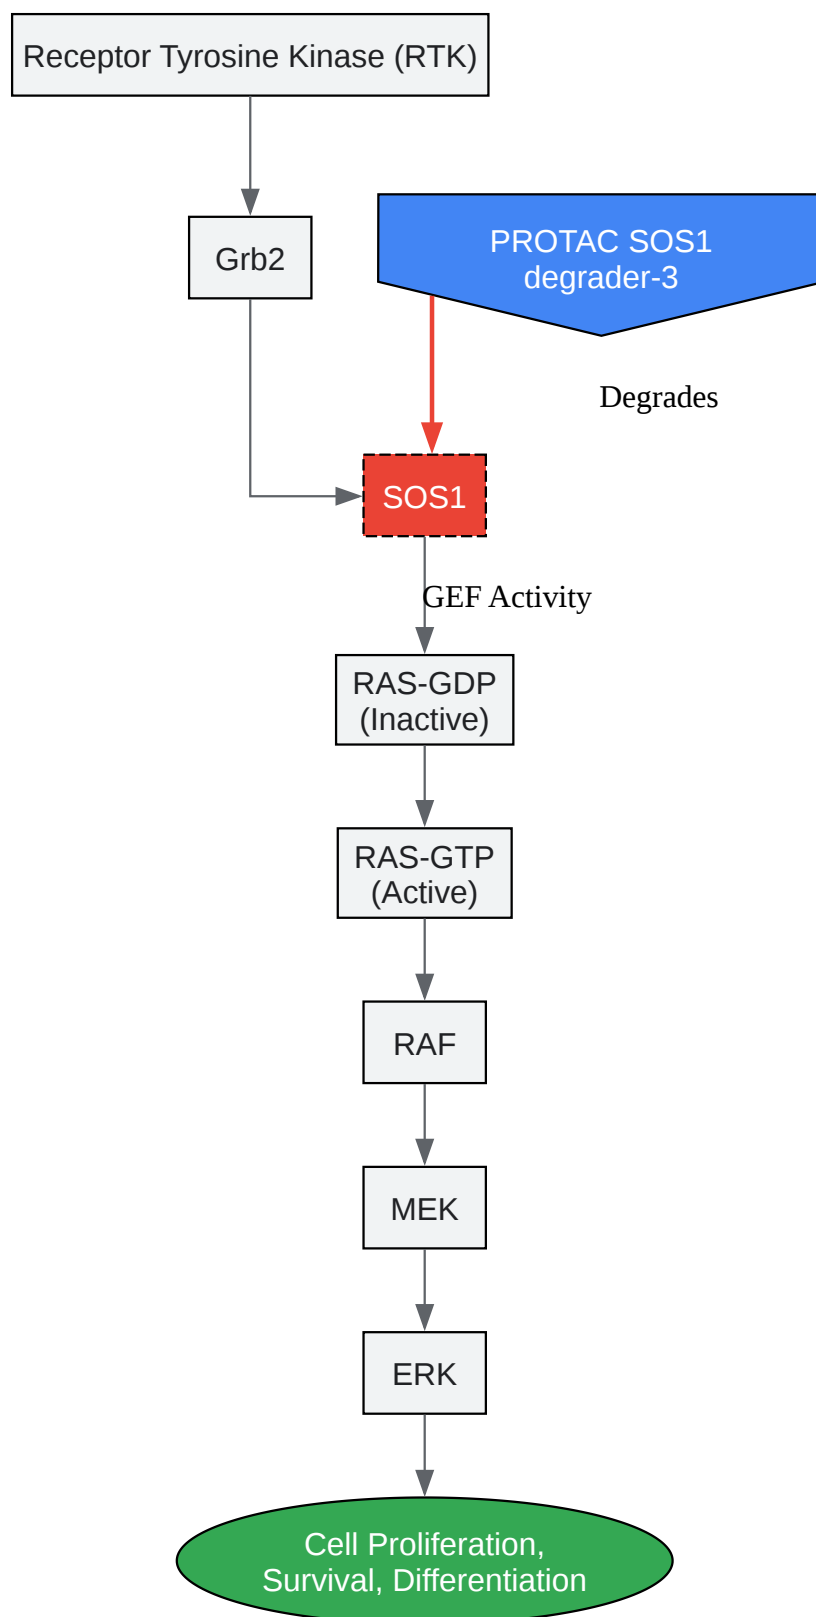 Receptor Tyrosine Kinase (RTK)
Grb2
PROTAC SOS1
degrader-3
Degrades
SOS1
GEF Activity
RAS-GDP
(Inactive)
RAS-GTP
(Active)
RAF
MEK
ERK
Cell Proliferation,
Survival, Differentiation